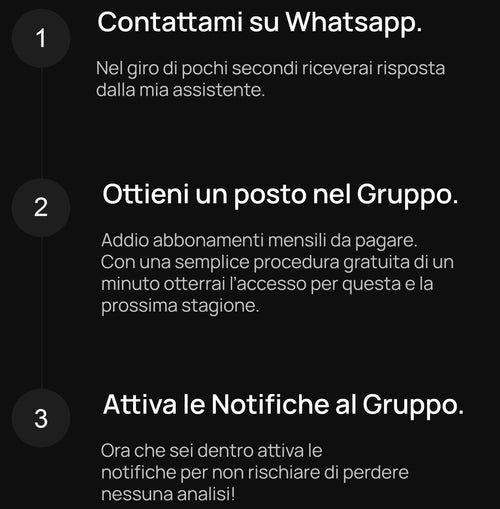 1
Contattami su Whatsapp.
Nel giro di pochi secondi riceverai risposta
dalla mia assistente.
2
Ottieni un posto nel Gruppo.
Addio abbonamenti mensili da pagare.
Con una semplice procedura gratuita di un
minuto otterrai l'accesso per questa e la
prossima stagione.
3
Attiva le Notifiche al Gruppo.
Ora che sei dentro attiva le
notifiche per non rischiare di perdere
nessuna analisi!